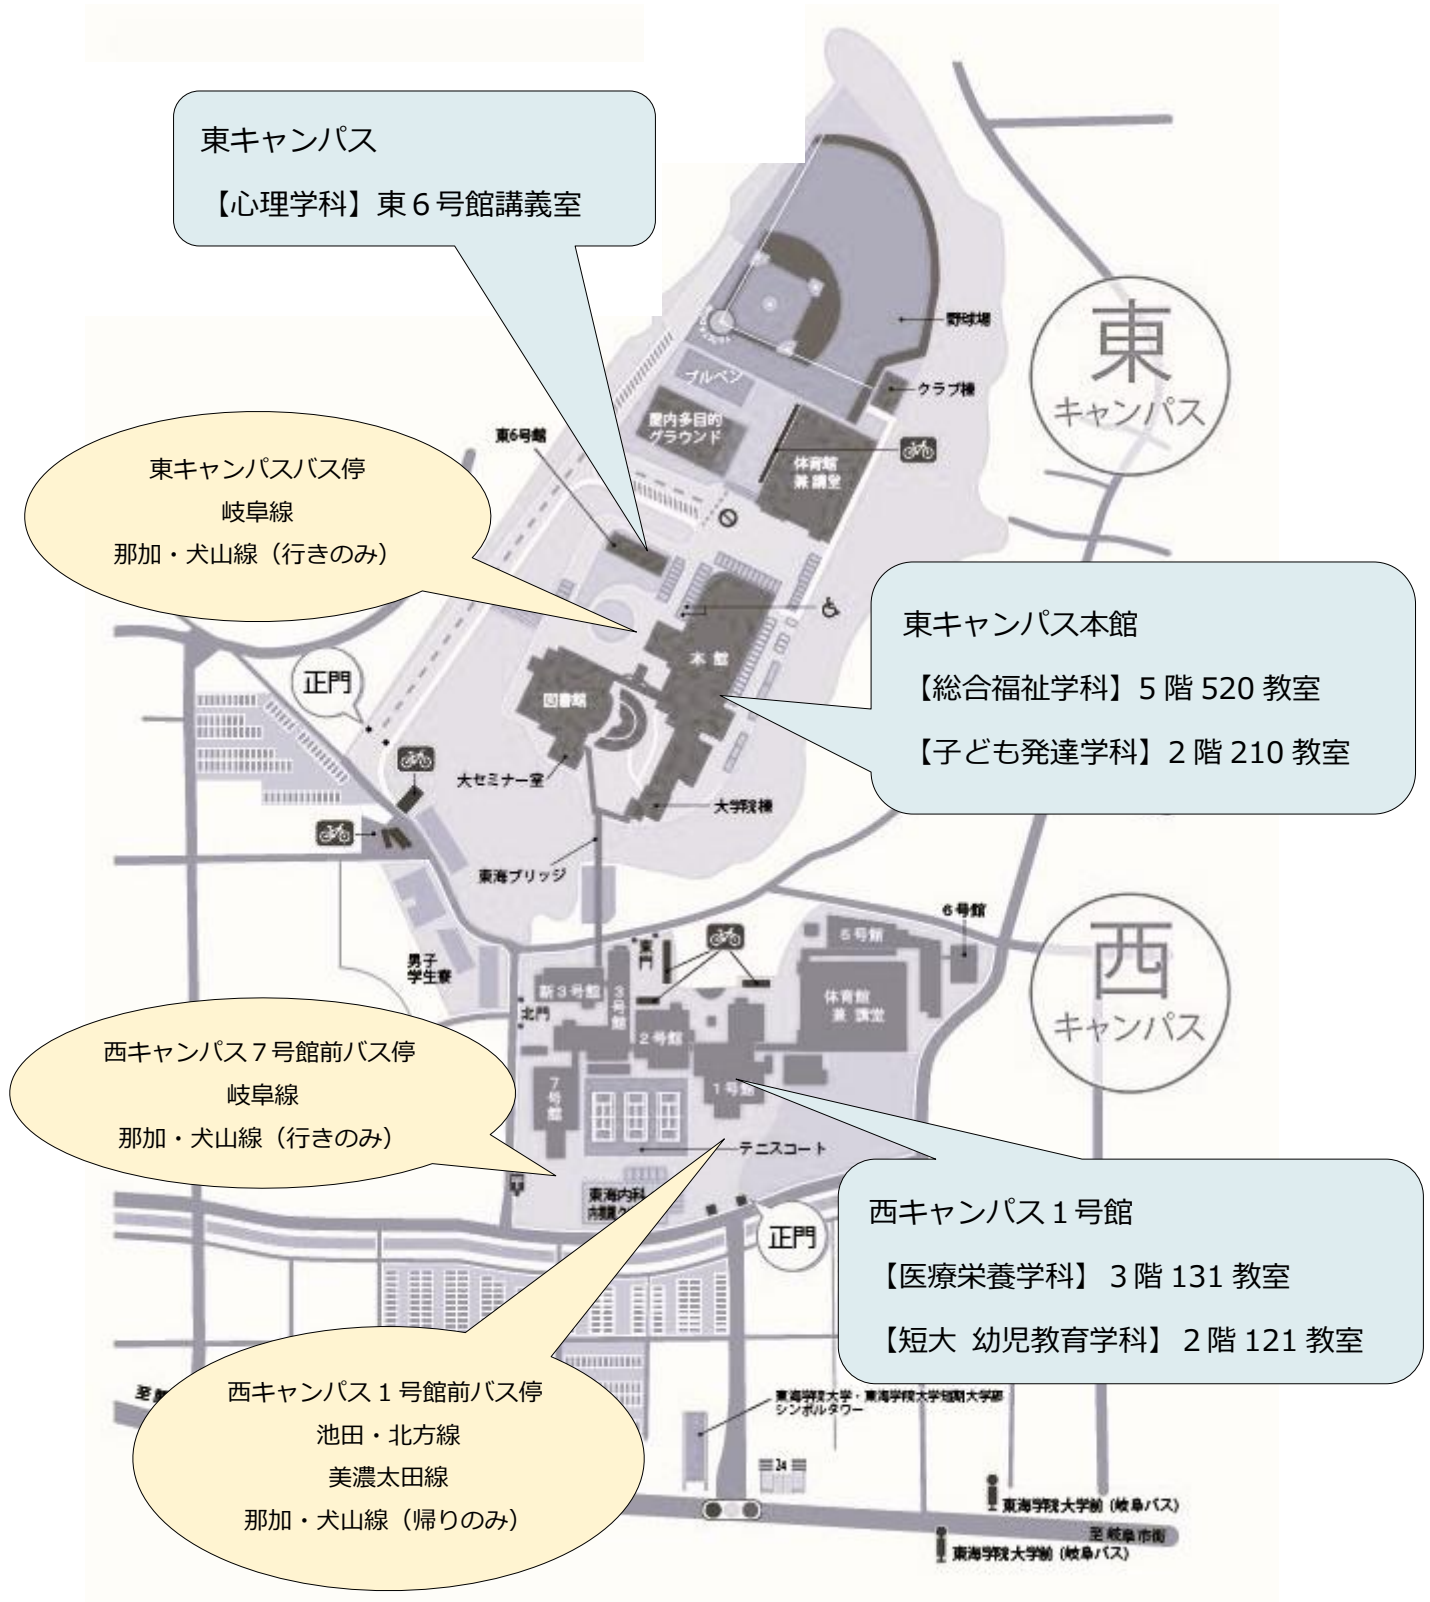 東キャンパス
【心理学科】東６号館講義室
野球場
東
キャンパス
ブルペン
クラブ棟
屋内多目的
グラウンド
東6号館
体育館
兼 講堂
東キャンパスバス停
岐阜線
那加・犬山線（行きのみ）
東キャンパス本館
【総合福祉学科】5 階 520 教室
【子ども発達学科】2 階 210 教室
本 館
正門
図書館
大セミナー室
大学院棟
東海ブリッジ
6号館
西
キャンパス
5号館
東門
男子
学生寮
新3号館
3号館
体育館
兼 講堂
北門
2号館
西キャンパス７号館前バス停
岐阜線
那加・犬山線（行きのみ）
7号館
1号館
テニスコート
東海内科
正門
西キャンパス１号館
【医療栄養学科】３階 131 教室
【短大 幼児教育学科】２階 121 教室
至
西キャンパス１号館前バス停
池田・北方線
美濃太田線
那加・犬山線（帰りのみ）
東海学院大学・東海学院大学短期大学部
シンボルタワー
24
東海学院大学前 (岐阜バス)
至 岐阜市街
東海学院大学前 (岐阜バス)